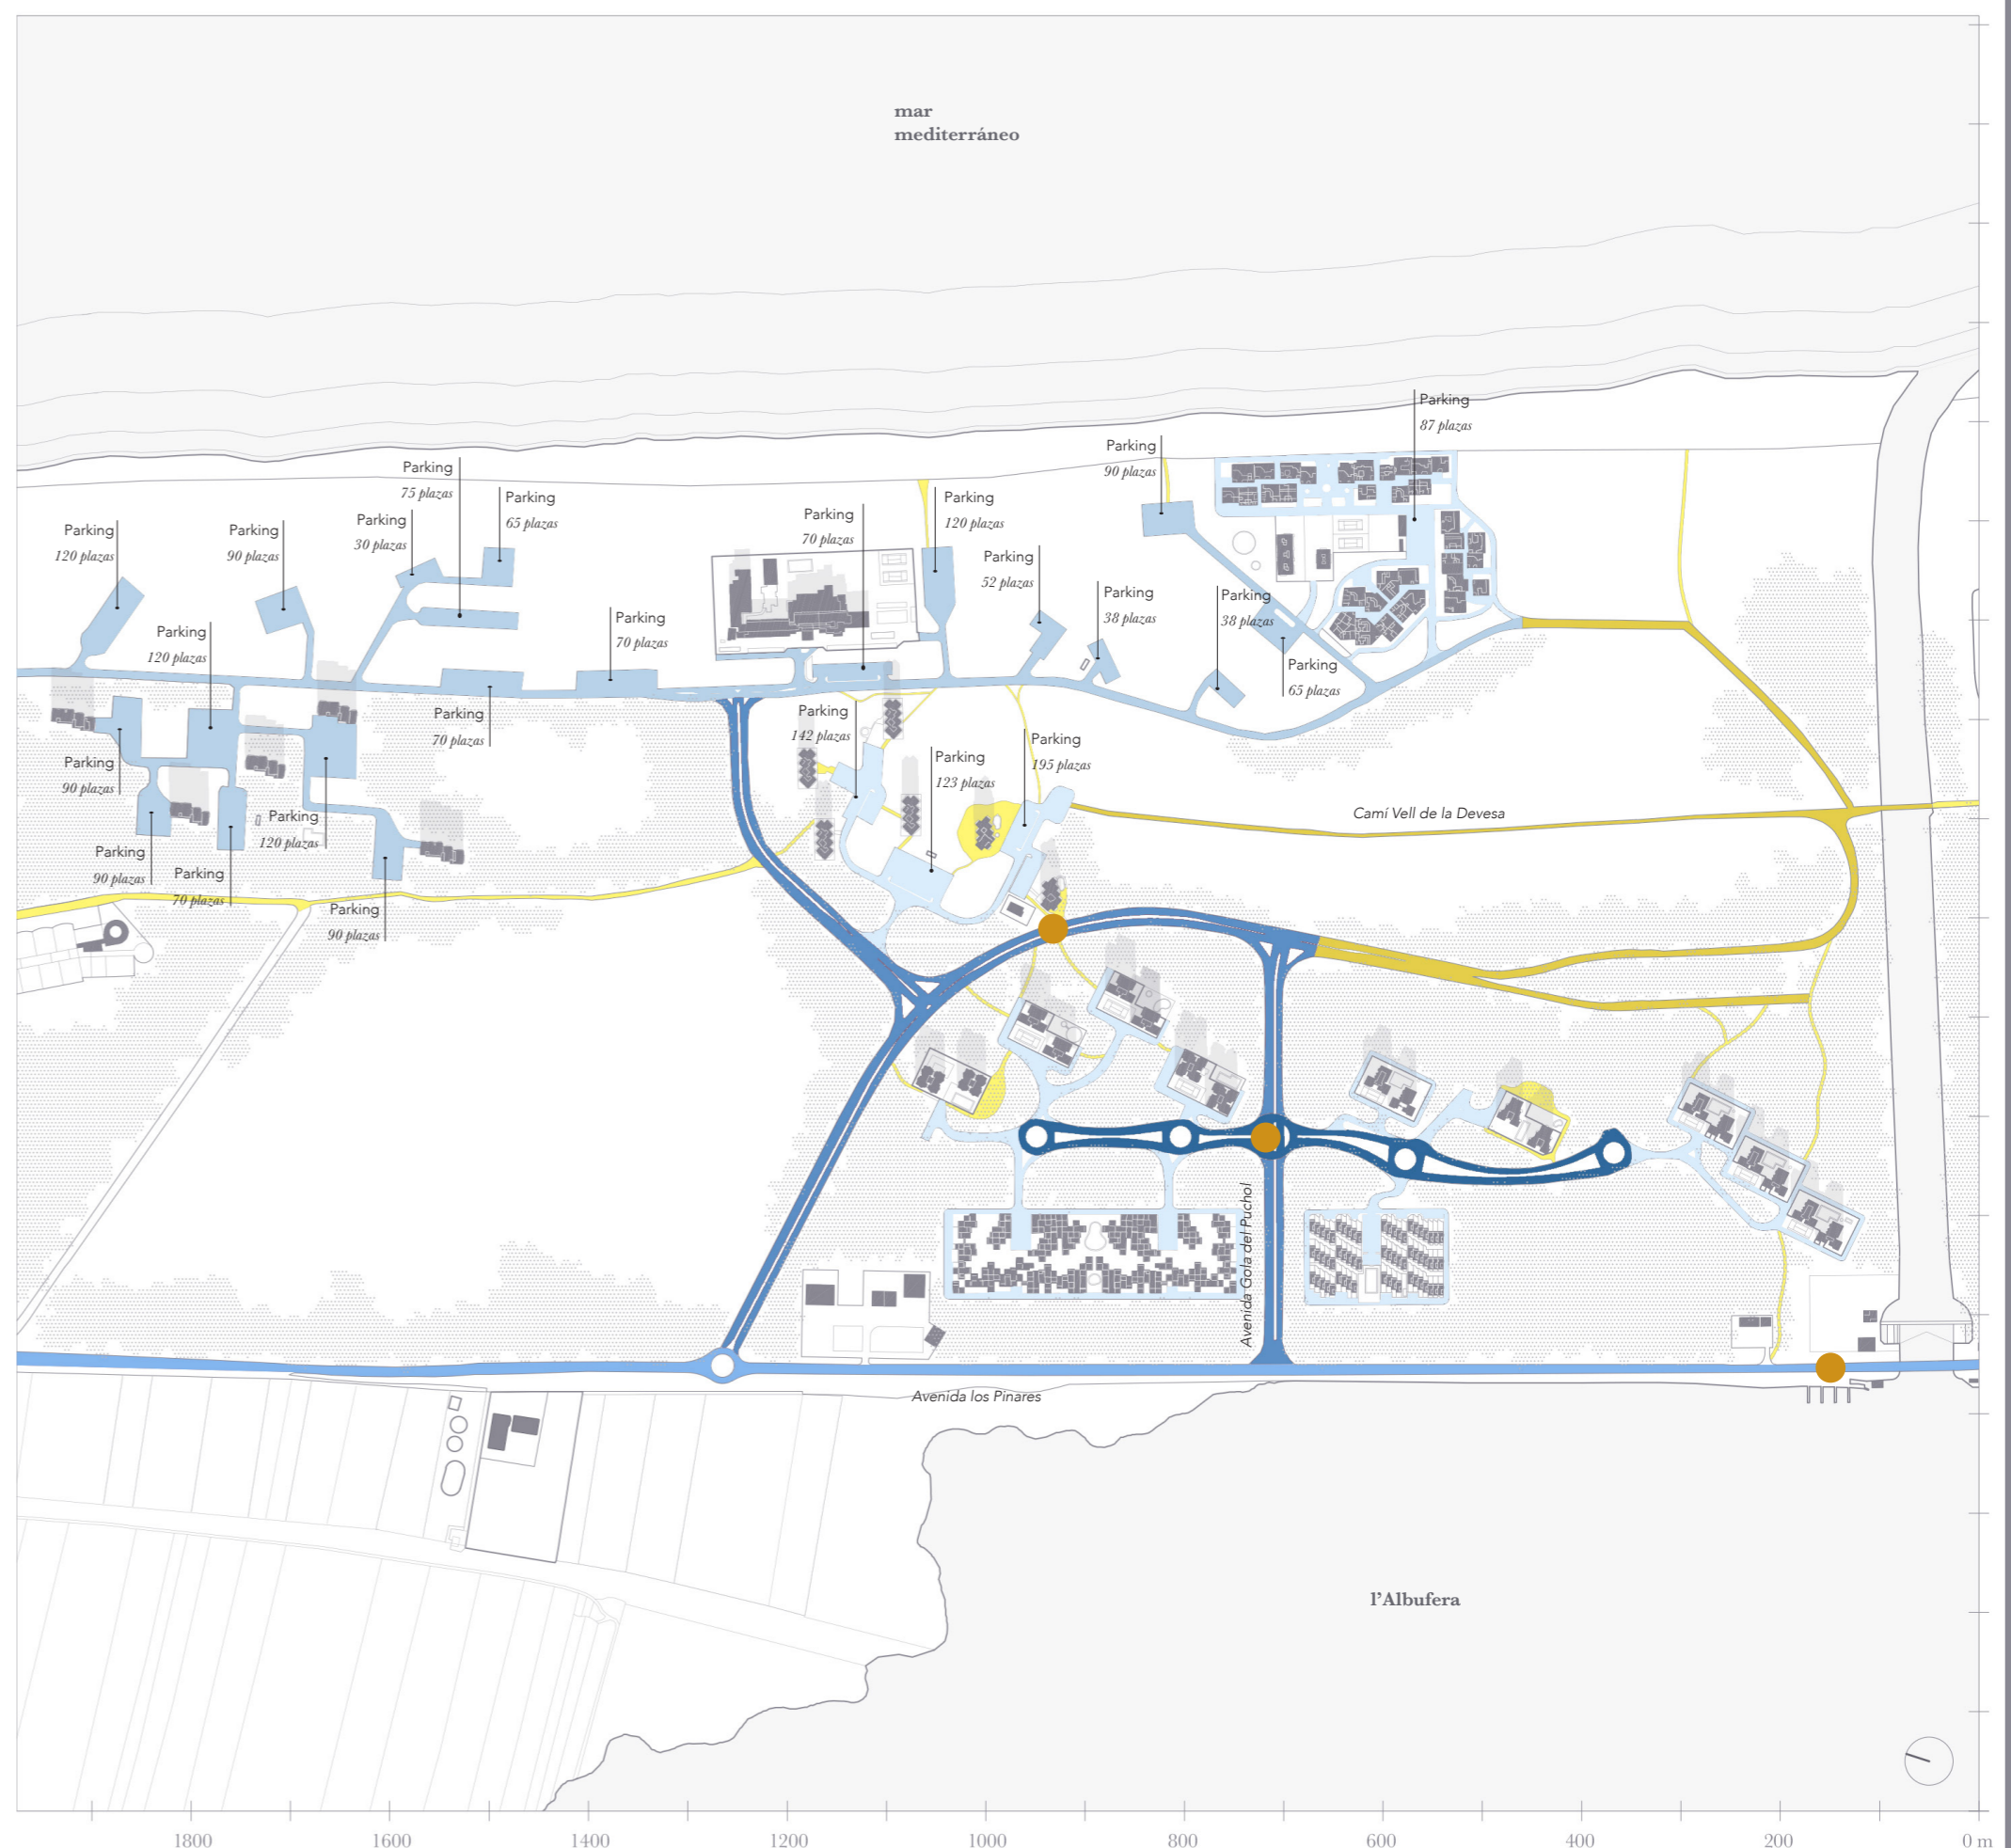 mar
mediterráneo
Parking
87 plazas
Parking
90 plazas
Parking
75 plazas
Parking
65 plazas
Parking
120 plazas
Parking
70 plazas
Parking
30 plazas
Parking
120 plazas
Parking
90 plazas
Parking
52 plazas
Parking
38 plazas
Parking
38 plazas
Parking
120 plazas
Parking
70 plazas
Parking
65 plazas
Parking
70 plazas
Parking
142 plazas
Parking
195 plazas
Parking
123 plazas
Parking
90 plazas
Camí Vell de la Devesa
Parking
120 plazas
Parking
90 plazas
Parking
70 plazas
Parking
90 plazas
Avenida Gola del Puchol
Avenida los Pinares
l'Albufera
1800
1600
1400
1200
1000
800
600
400
200
0 m